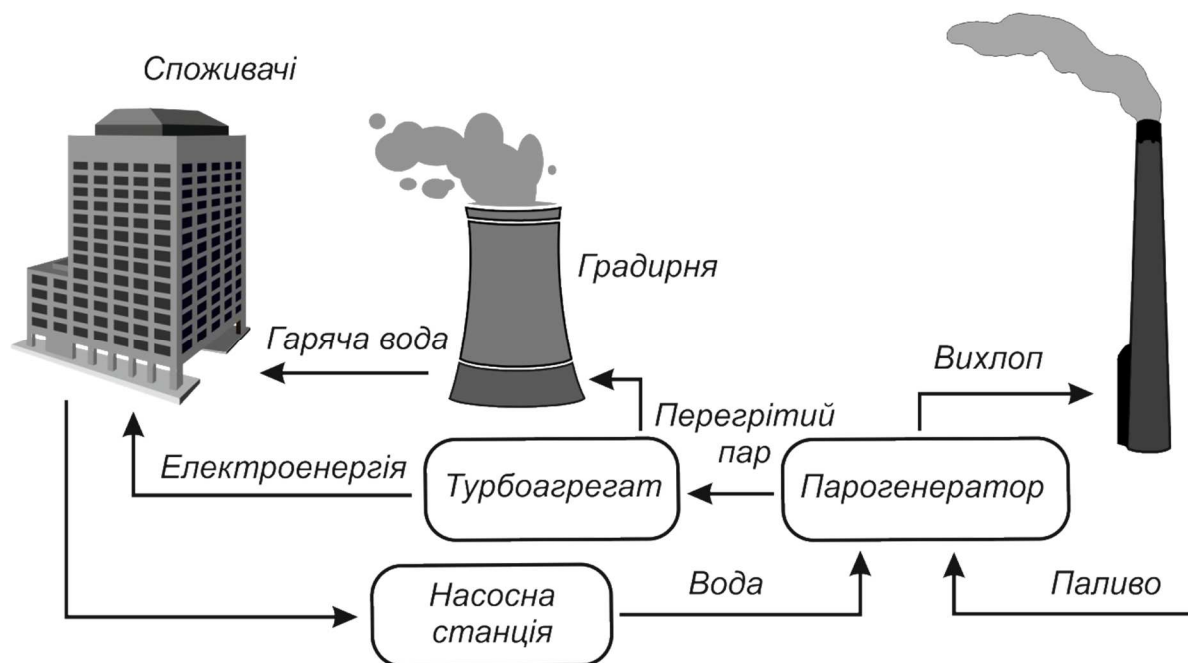 Споживачі
Градирня
Гаряча вода
Вихлоп
Перегрітий
пар
Електроенергія
Турбоагрегат
Парогенератор
Насосна
станція
Вода
Паливо